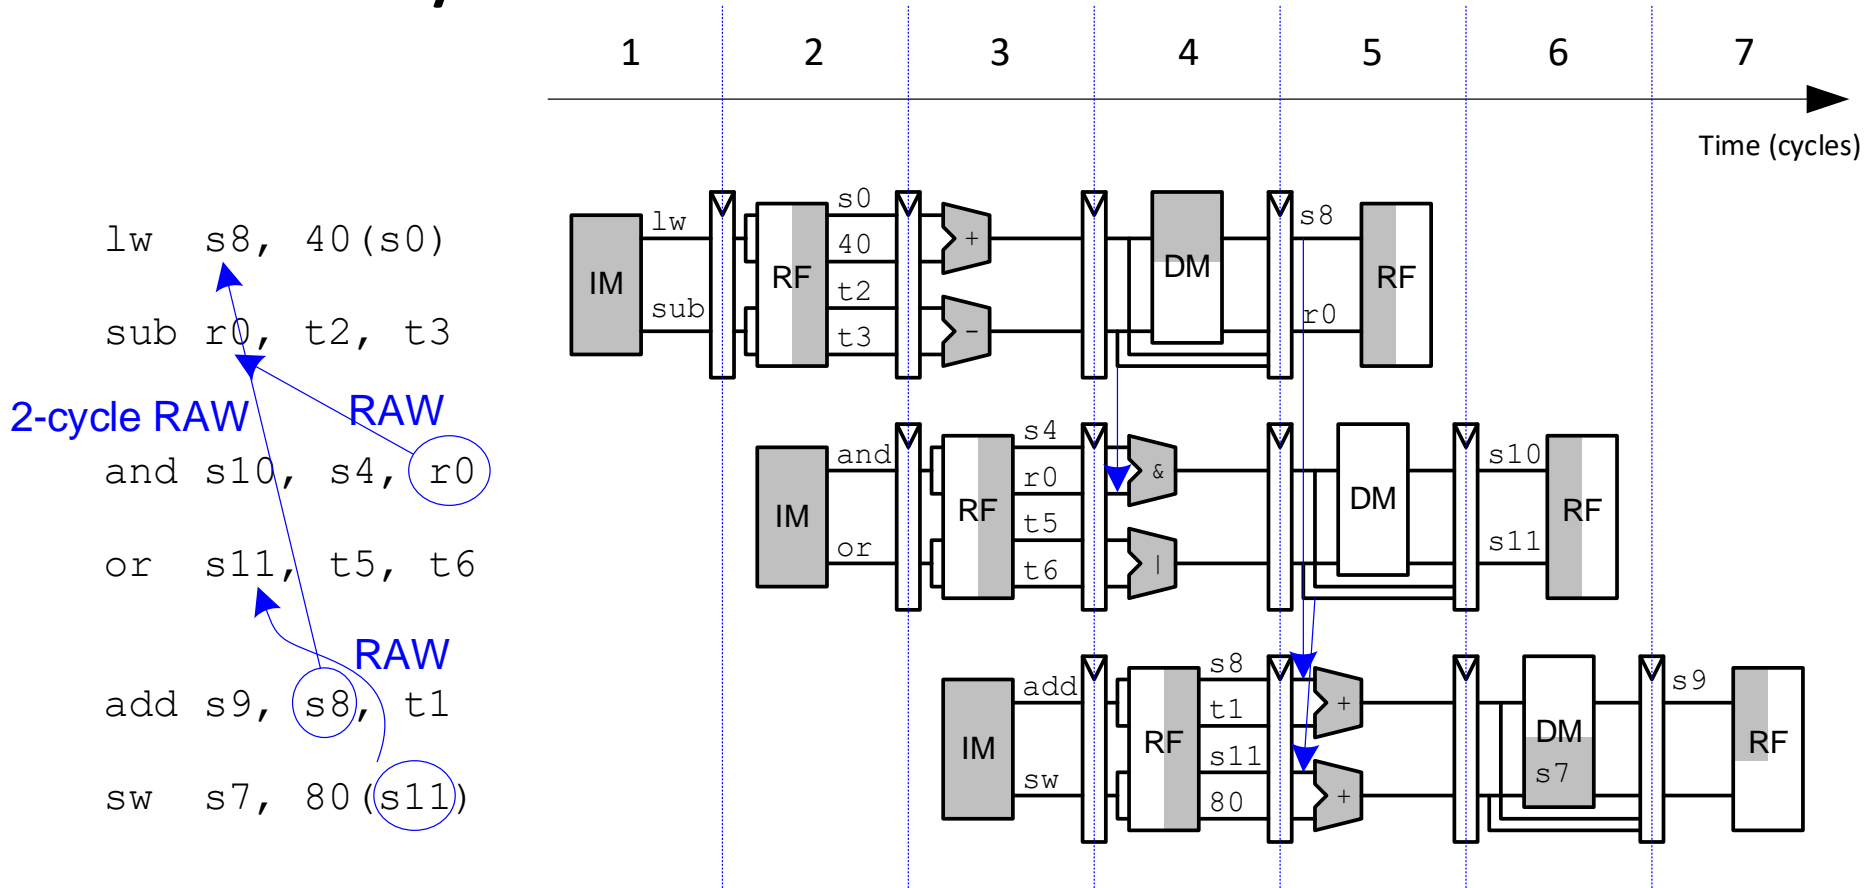 1 2 3 4 5 6 7
Time (cycles)
lw s8, 40(s0)
sub r0, t2, t3
2-cycle RAW
RAW
and s10, s4, r0
or s11, t5, t6
RAW
add s9, s8, t1
sw s7, 80(s11)
IM
lw
sub
RF
s0
40
t2
t3
+
-
DM
s8
r0
RF
IM
and
or
RF
s4
r0
t5
t6
&
|
DM
s10
s11
RF
IM
add
sw
RF
s8
t1
s11
80
+
+
DM
s7
s9
RF